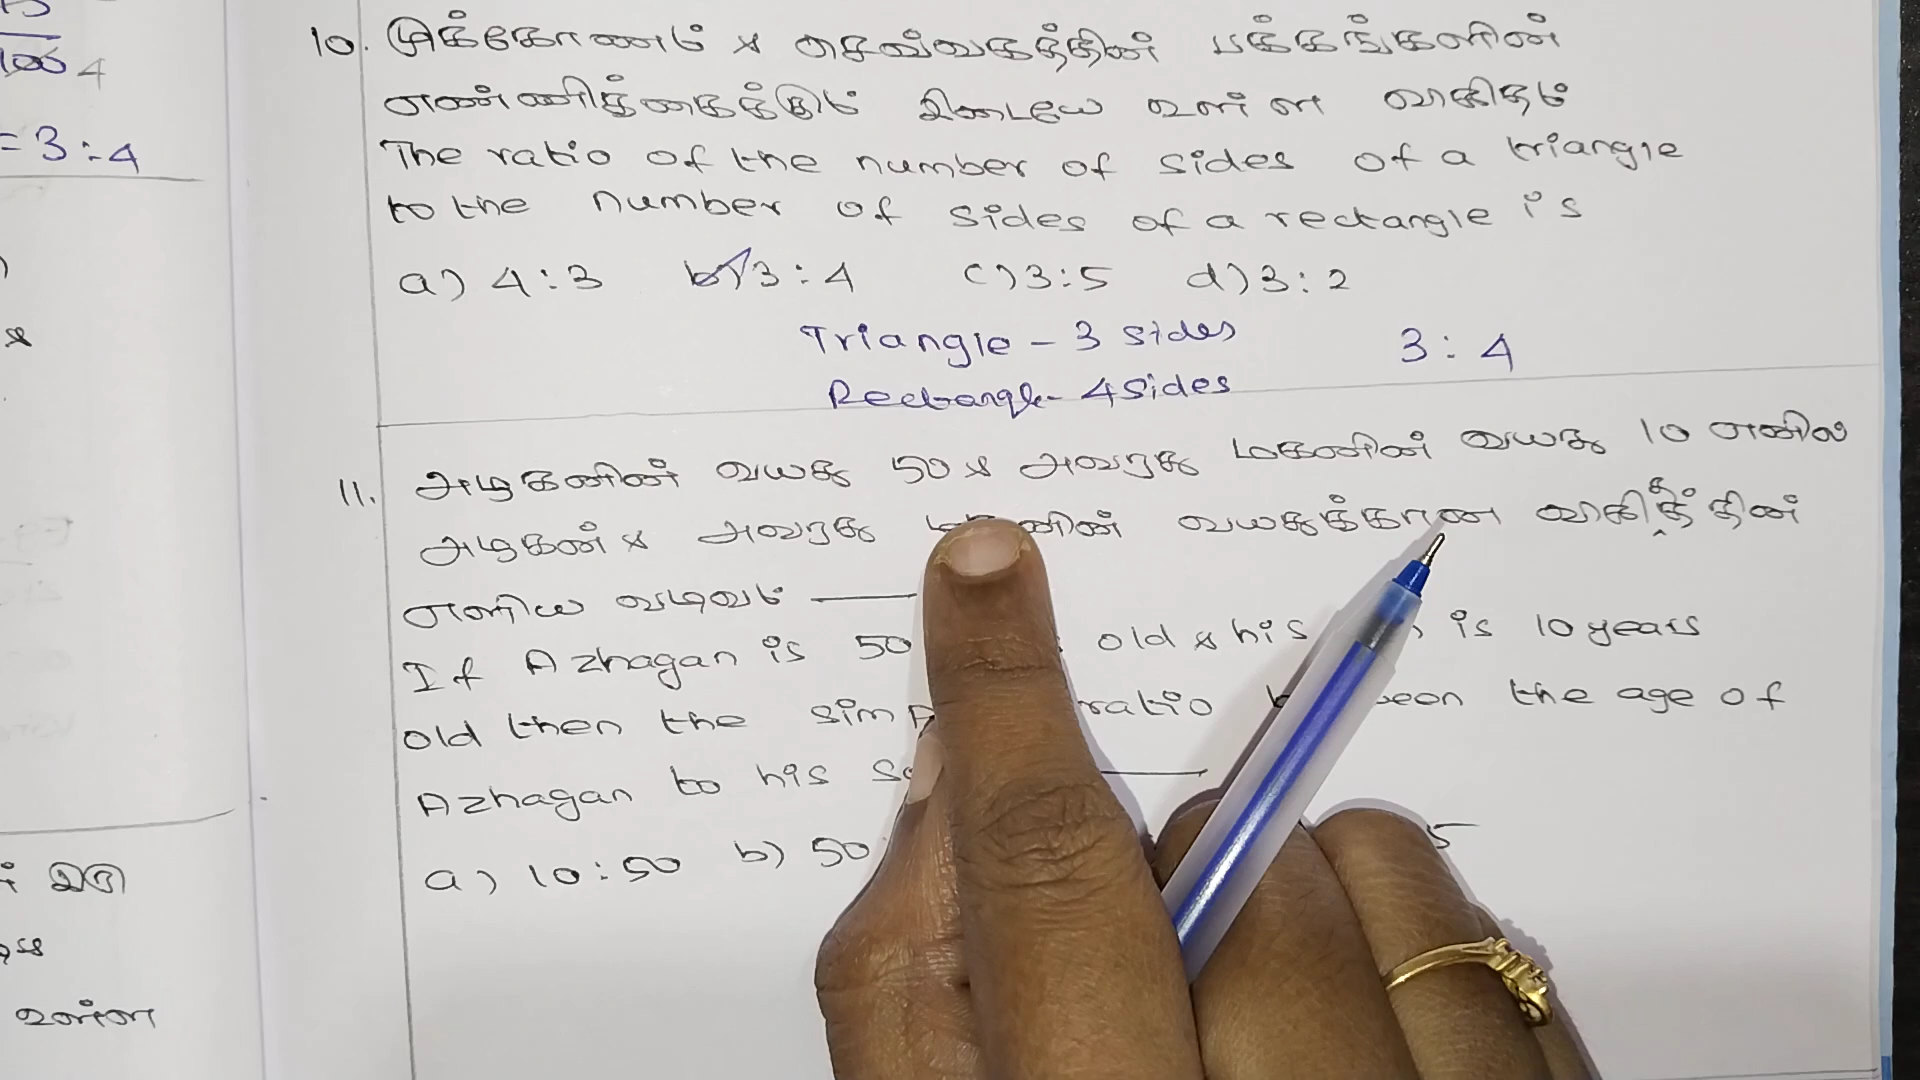 = 3 : 4
10. முக்கோணம் & செவ்வகத்தின் பக்கங்களின்
எண்ணிக்கைக்கும் இடையே உள்ள வாகிதம்
The ratio of the number of sides of a triangle
to the number of sides of a rectangle is
a) 4 : 3 b) 3 : 4 c) 3 : 5 d) 3 : 2
Triangle - 3 sides 3 : 4
Rectangle - 4 sides
11. அழகனின் வயது 50 & அவரது மகனின் வயது 10 எனில்
அழகன் & அவரது வயதுக்கான விகிதத்தின்
எளிய வடிவம் ———
If Azhagan is 50 old & his is 10 years
old then the ratio the age of
Azhagan to his ———
a) 10 : 50 b) 50 5
உள்ள